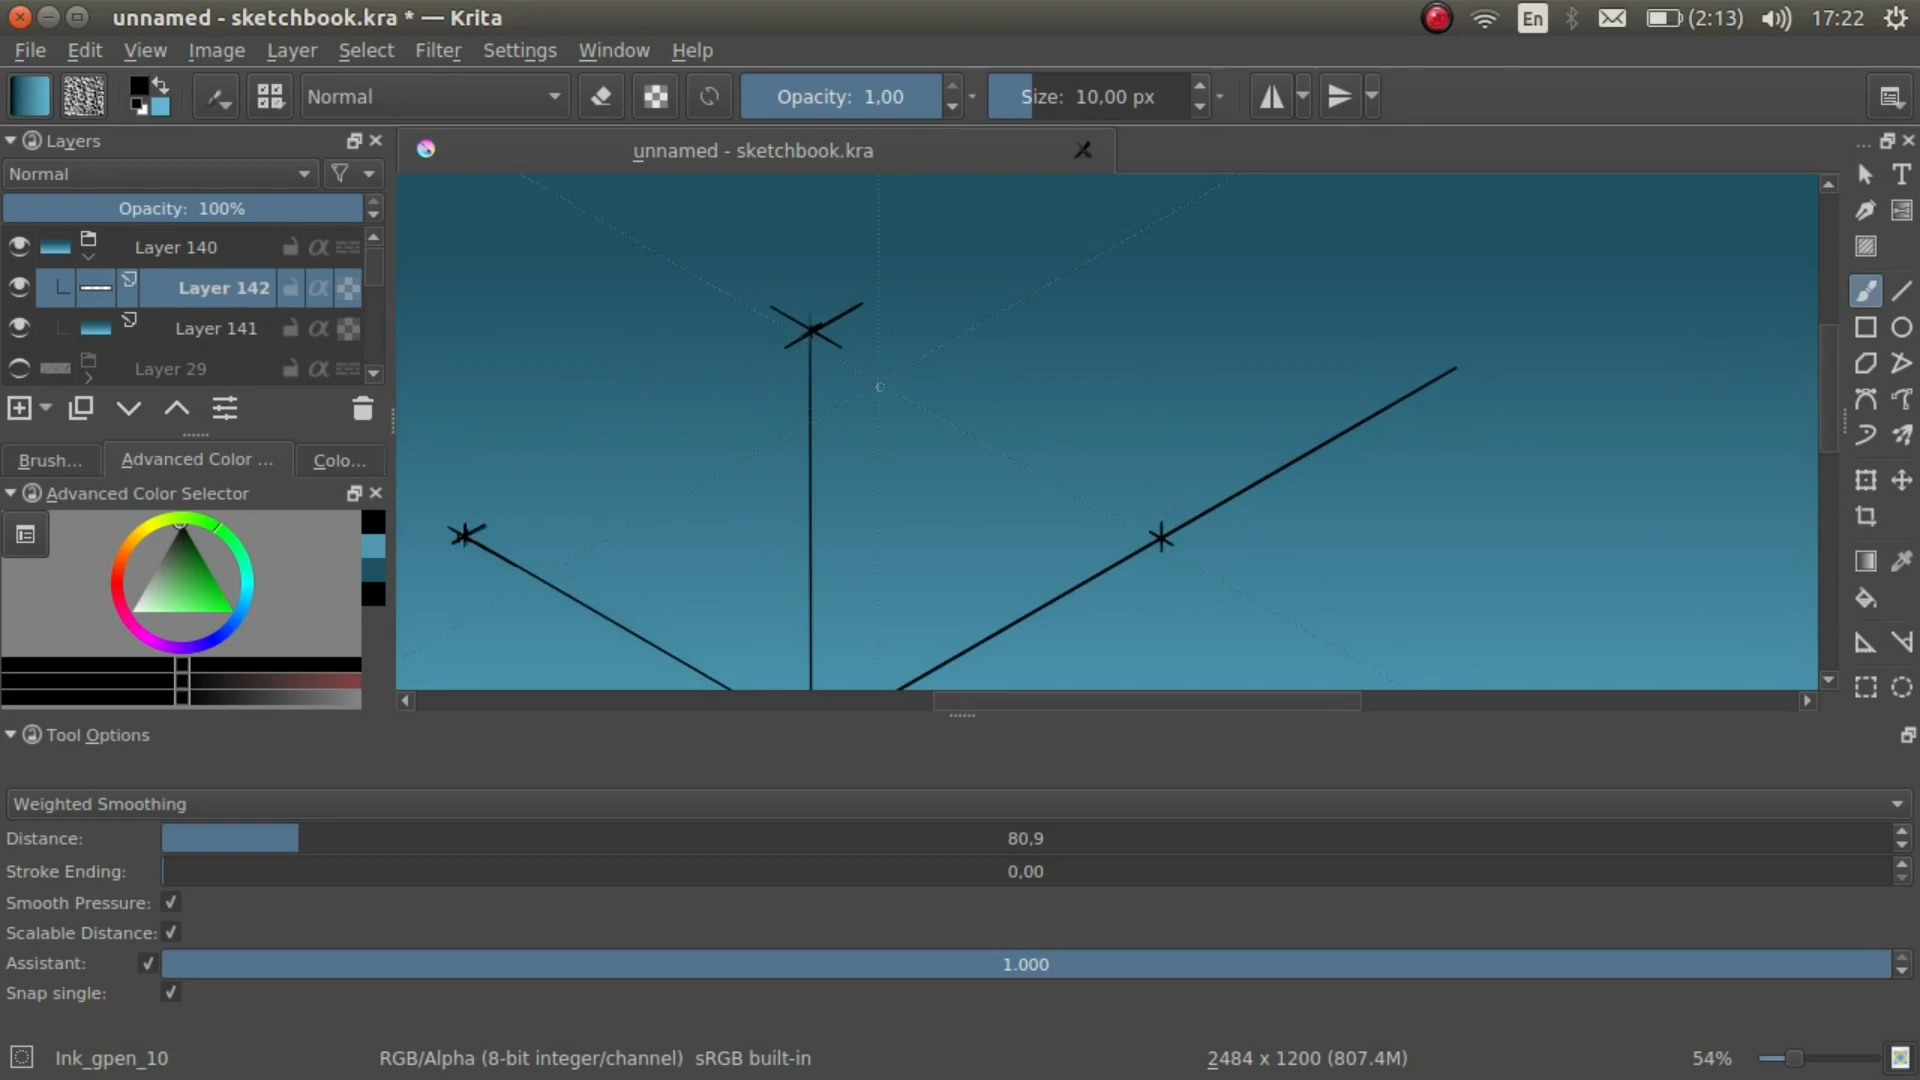 unnamed - sketchbook.kra * — Krita
En
(2:13)
17:22
File Edit View Image Layer Select Filter Settings Window Help
Normal
Opacity: 1,00
Size: 10,00 px
Layers
unnamed - sketchbook.kra
Normal
Opacity: 100%
Layer 140
Layer 142
Layer 141
Layer 29
Brush...
Advanced Color ...
Colo...
Advanced Color Selector
Tool Options
Weighted Smoothing
Distance: 80,9
Stroke Ending: 0,00
Smooth Pressure:
Scalable Distance:
Assistant: 1.000
Snap single:
Ink_gpen_10
RGB/Alpha (8-bit integer/channel) sRGB built-in
2484 x 1200 (807.4M)
54%